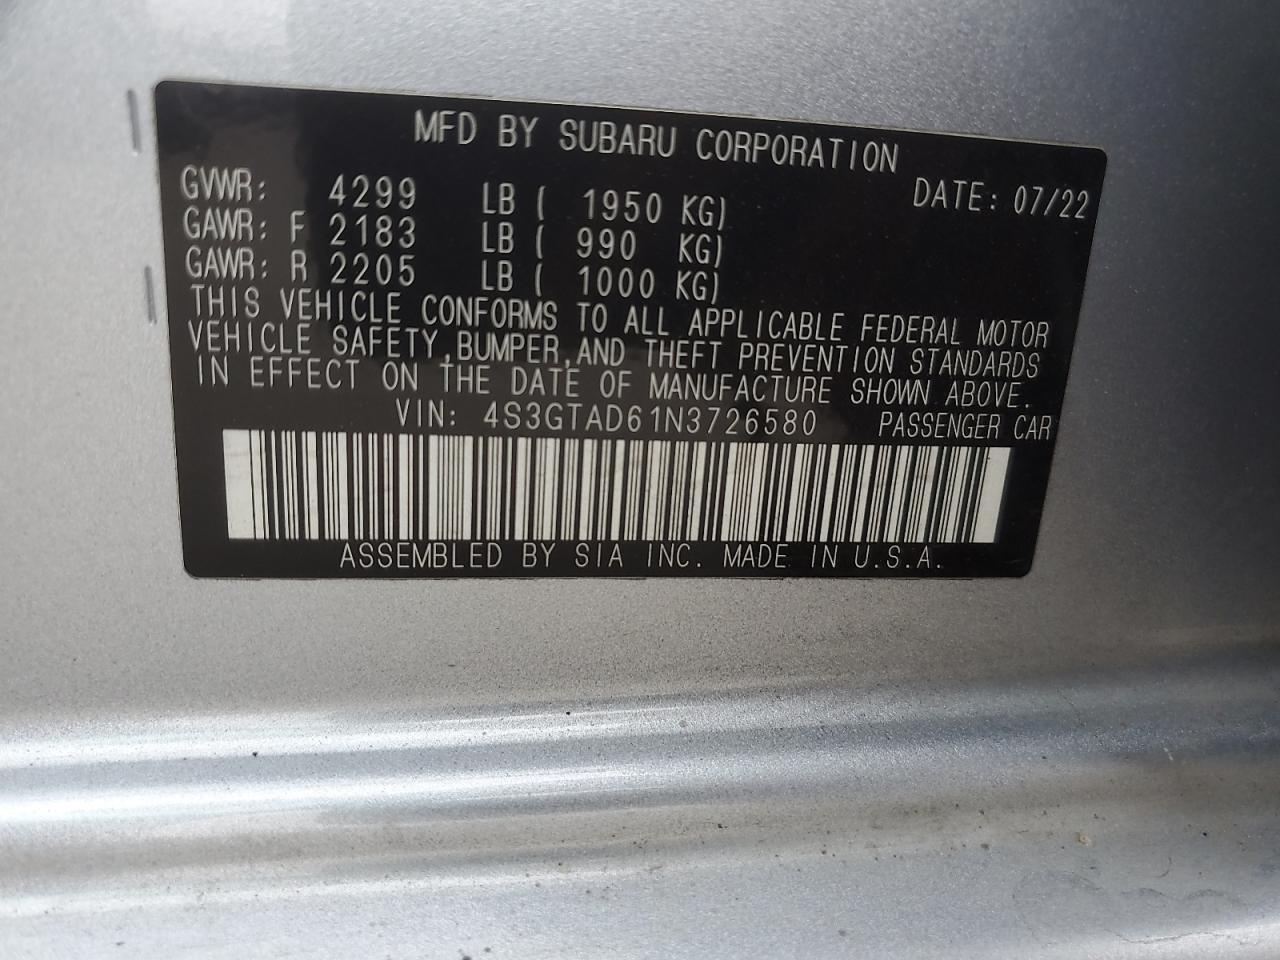 MFD BY SUBARU CORPORATION
GVWR: 4299 LB ( 1950 KG) DATE: 07/22
GAWR: F 2183 LB ( 990 KG)
GAWR: R 2205 LB ( 1000 KG)
THIS VEHICLE CONFORMS TO ALL APPLICABLE FEDERAL MOTOR
VEHICLE SAFETY,BUMPER,AND THEFT PREVENTION STANDARDS
IN EFFECT ON THE DATE OF MANUFACTURE SHOWN ABOVE.
VIN: 4S3GTAD61N3726580 PASSENGER CAR
ASSEMBLED BY SIA INC. MADE IN U.S.A.